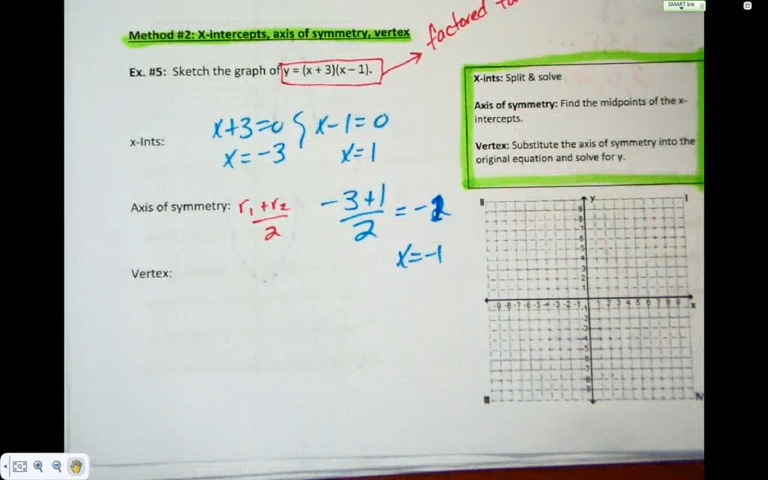 SMART Ink
Method #2: X-intercepts, axis of symmetry, vertex
factored
Ex. #5: Sketch the graph of y = (x + 3)(x – 1).
X-ints: Split & solve
Axis of symmetry: Find the midpoints of the x-
intercepts.
Vertex: Substitute the axis of symmetry into the
original equation and solve for y.
x-Ints:
x+3=0 { x-1=0
x=-3 x=1
Axis of symmetry: r₁+r₂/2 -3+1/2 = -1
x=-1
Vertex:
y
x